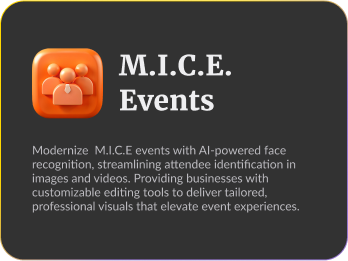 M.I.C.E.
Events
Modernize M.I.C.E events with AI-powered face
recognition, streamlining attendee identification in
images and videos. Providing businesses with
customizable editing tools to deliver tailored,
professional visuals that elevate event experiences.